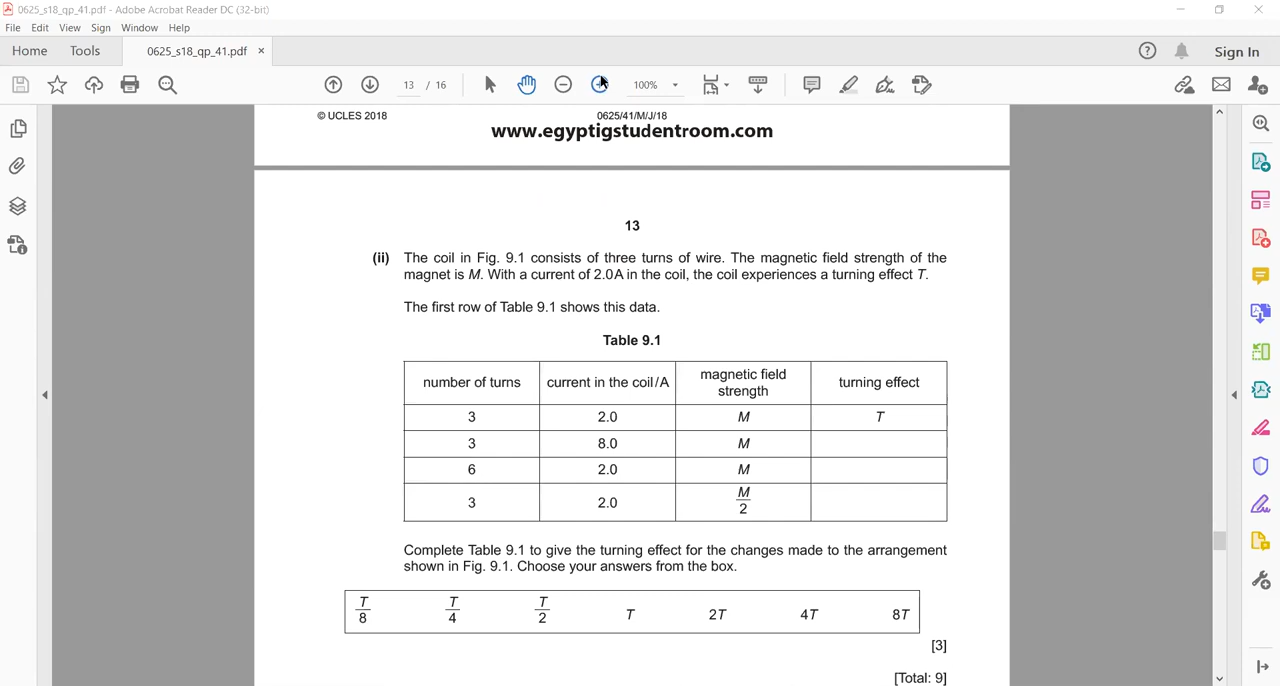 0625_s18_qp_41.pdf - Adobe Acrobat Reader DC (32-bit)
File Edit View Sign Window Help
Home Tools 0625_s18_qp_41.pdf × Sign In
13 / 16 100%
© UCLES 2018 0625/41/M/J/18
www.egyptigstudentroom.com
13
(ii) The coil in Fig. 9.1 consists of three turns of wire. The magnetic field strength of the
magnet is M. With a current of 2.0A in the coil, the coil experiences a turning effect T.
The first row of Table 9.1 shows this data.
Table 9.1
number of turns current in the coil/A magnetic field strength turning effect
3 2.0 M T
3 8.0 M
6 2.0 M
3 2.0 M/2
Complete Table 9.1 to give the turning effect for the changes made to the arrangement
shown in Fig. 9.1. Choose your answers from the box.
T/8 T/4 T/2 T 2T 4T 8T
[3]
[Total: 9]